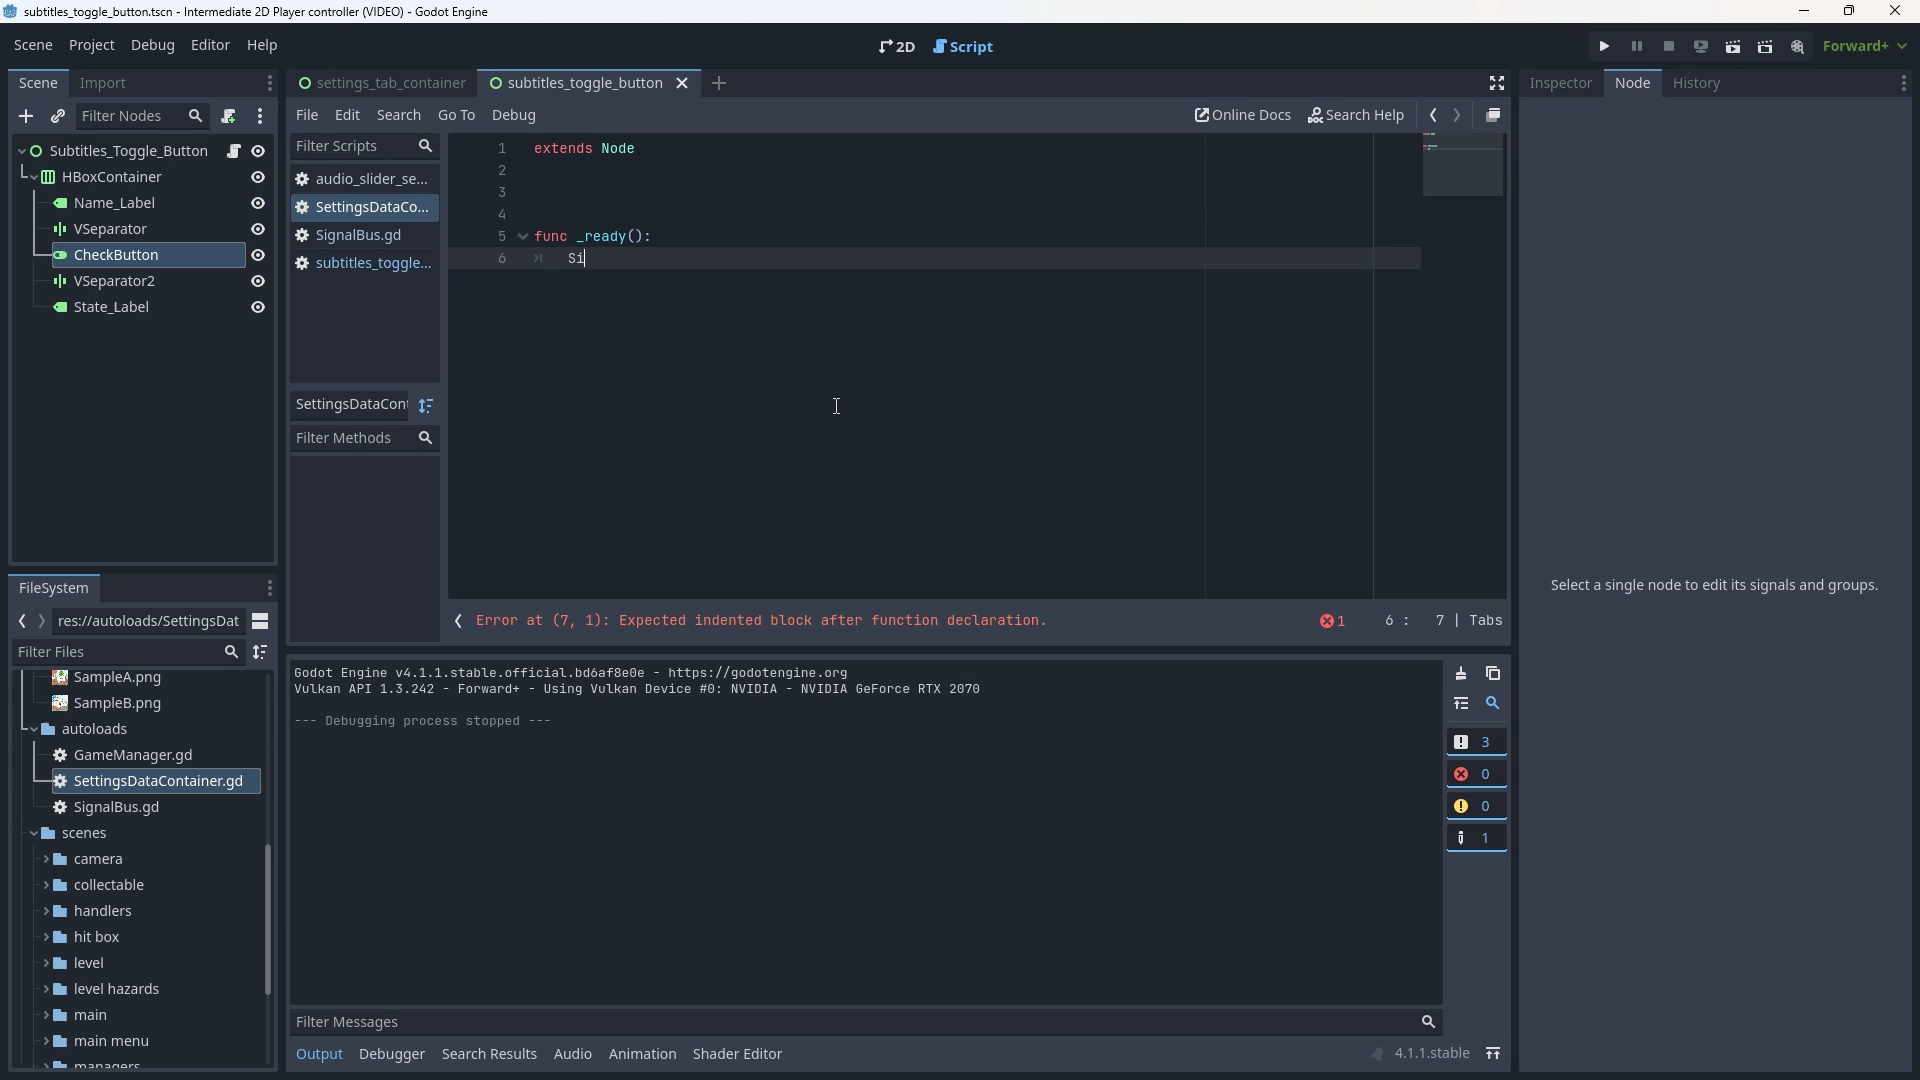 subtitles_toggle_button.tscn - Intermediate 2D Player controller (VIDEO) - Godot Engine
Scene Project Debug Editor Help
2D Script
Forward+
Scene Import
settings_tab_container subtitles_toggle_button
Inspector Node History
Filter Nodes
File Edit Search Go To Debug
Online Docs Search Help
Subtitles_Toggle_Button
HBoxContainer
Name_Label
VSeparator
CheckButton
VSeparator2
State_Label
Filter Scripts
audio_slider_se...
SettingsDataCo...
SignalBus.gd
subtitles_toggle...
SettingsDataCont
Filter Methods
1 extends Node
2
3
4
5 func _ready():
6 Si
Error at (7, 1): Expected indented block after function declaration.
1 6 : 7 | Tabs
Select a single node to edit its signals and groups.
FileSystem
res://autoloads/SettingsDat
Filter Files
SampleA.png
SampleB.png
autoloads
GameManager.gd
SettingsDataContainer.gd
SignalBus.gd
scenes
camera
collectable
handlers
hit box
level
level hazards
main
main menu
managers
Godot Engine v4.1.1.stable.official.bd6af8e0e - https://godotengine.org
Vulkan API 1.3.242 - Forward+ - Using Vulkan Device #0: NVIDIA - NVIDIA GeForce RTX 2070
--- Debugging process stopped ---
3
0
0
1
Filter Messages
Output Debugger Search Results Audio Animation Shader Editor
4.1.1.stable